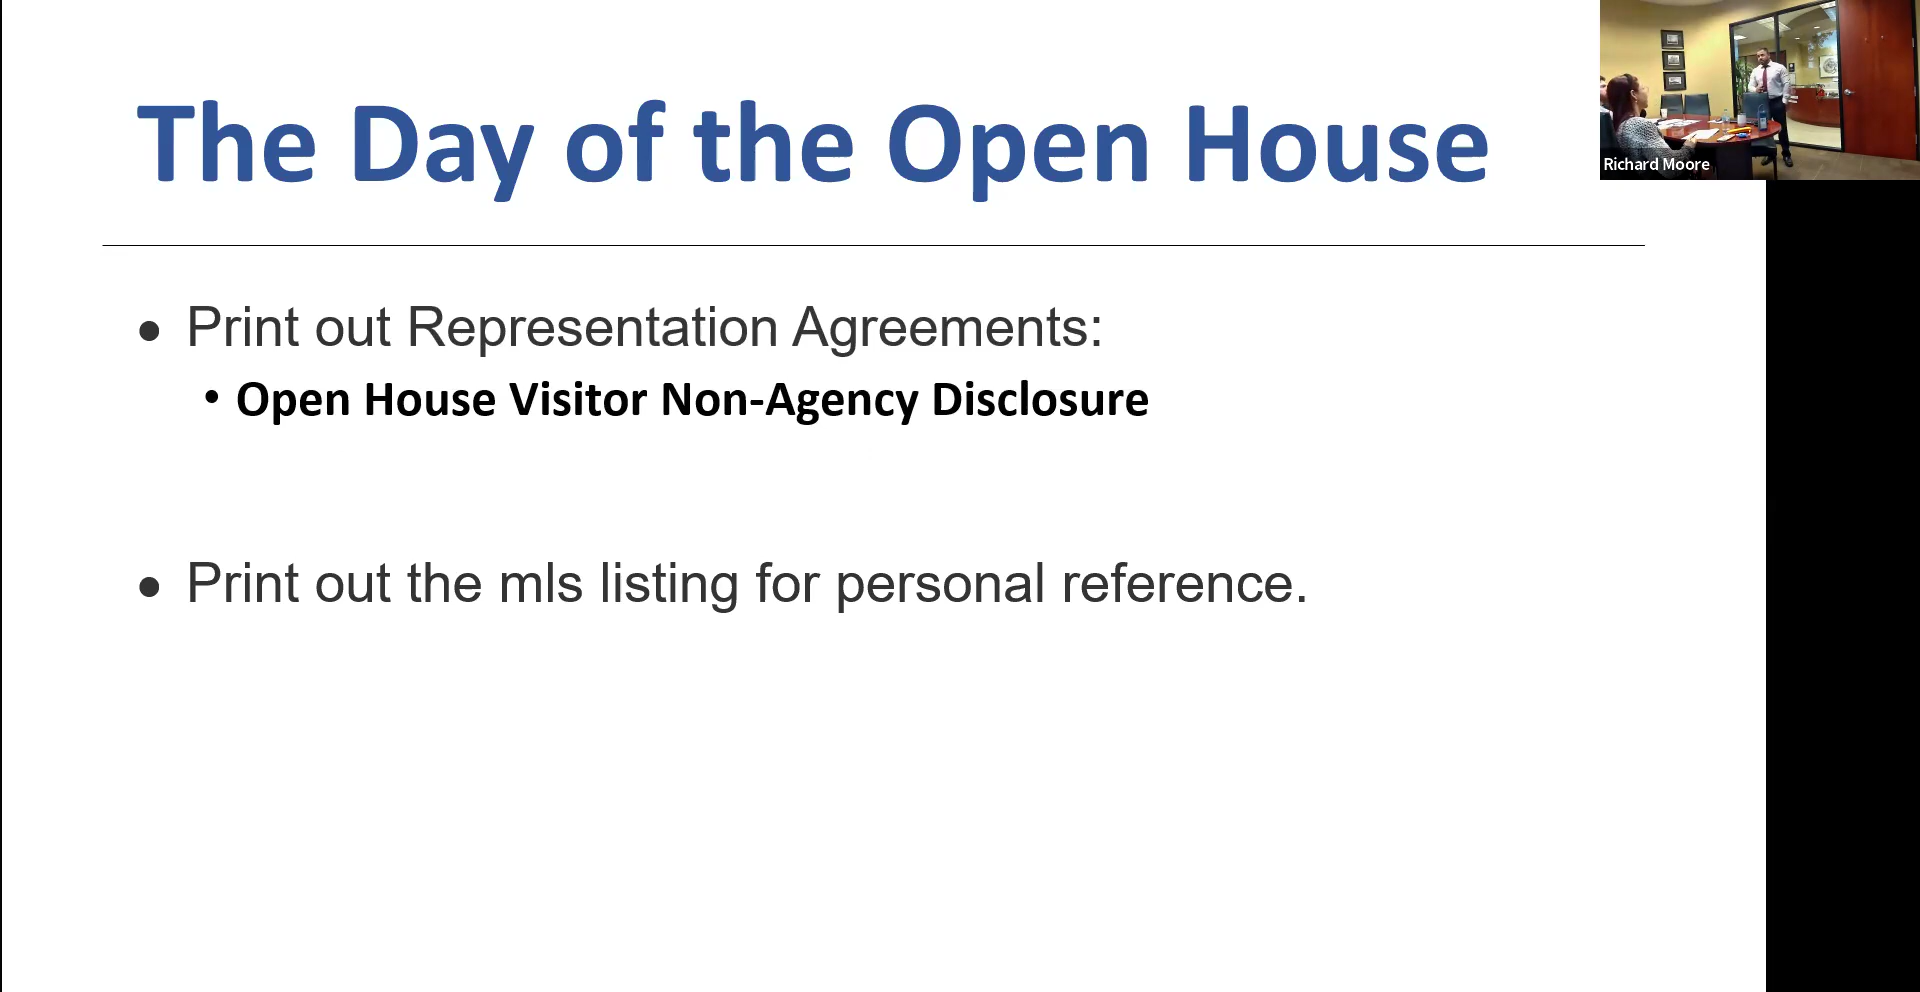 The Day of the Open House
Richard Moore
● Print out Representation Agreements:
• Open House Visitor Non-Agency Disclosure
● Print out the mls listing for personal reference.